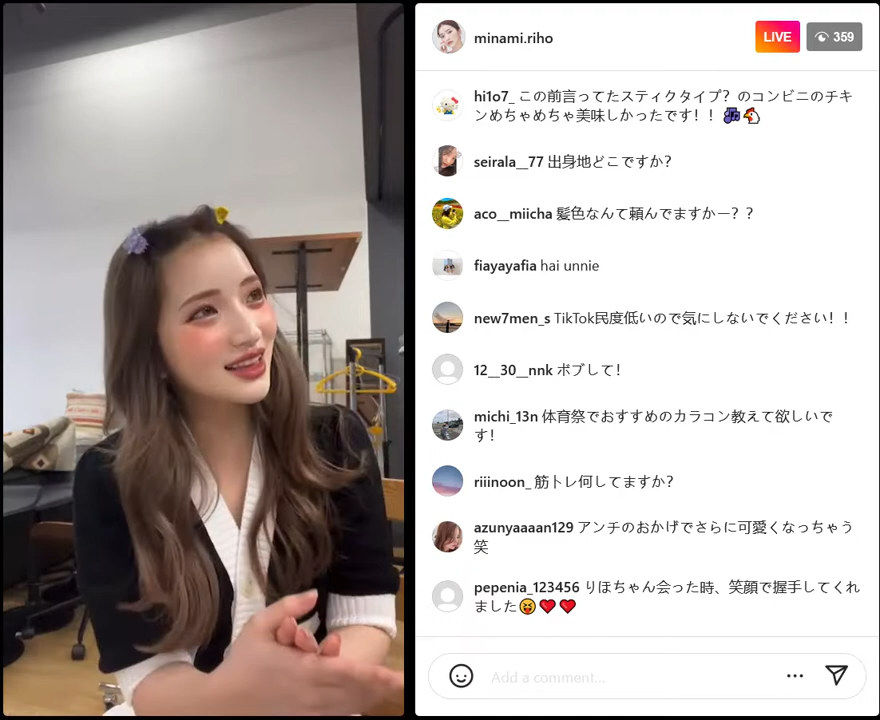 minami.riho
LIVE
359
hi1o7_ この前言ってたスティクタイプ？のコンビニのチキ
ンめちゃめちゃ美味しかったです！！🎶🐔
seirala__77 出身地どこですか？
aco__miicha 髪色なんて頼んでますかー？？
fiayayafia hai unnie
new7men_s TikTok民度低いので気にしないでください！！
12__30__nnk ボブして！
michi_13n 体育祭でおすすめのカラコン教えて欲しいで
す！
riiinoon_ 筋トレ何してますか？
azunyaaaan129 アンチのおかげでさらに可愛くなっちゃう
笑
pepenia_123456 りほちゃん会った時、笑顔で握手してくれ
ました😝❤️❤️
Add a comment...